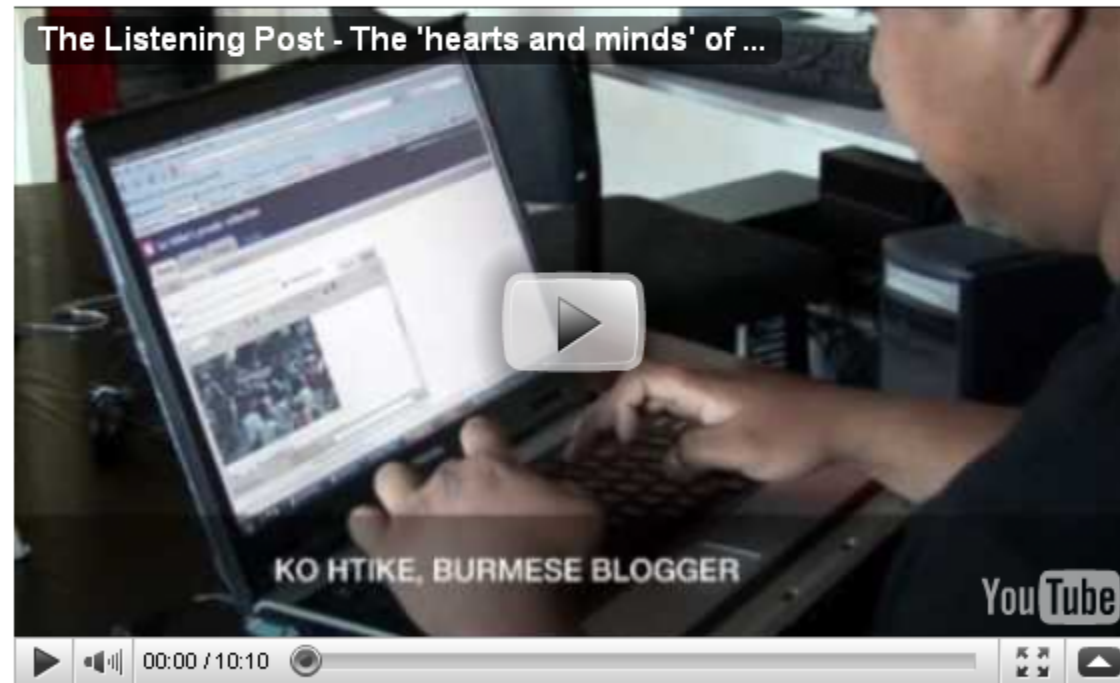 The Listening Post - The 'hearts and minds' of ...
KO HTIKE, BURMESE BLOGGER
YouTube
00:00 / 10:10